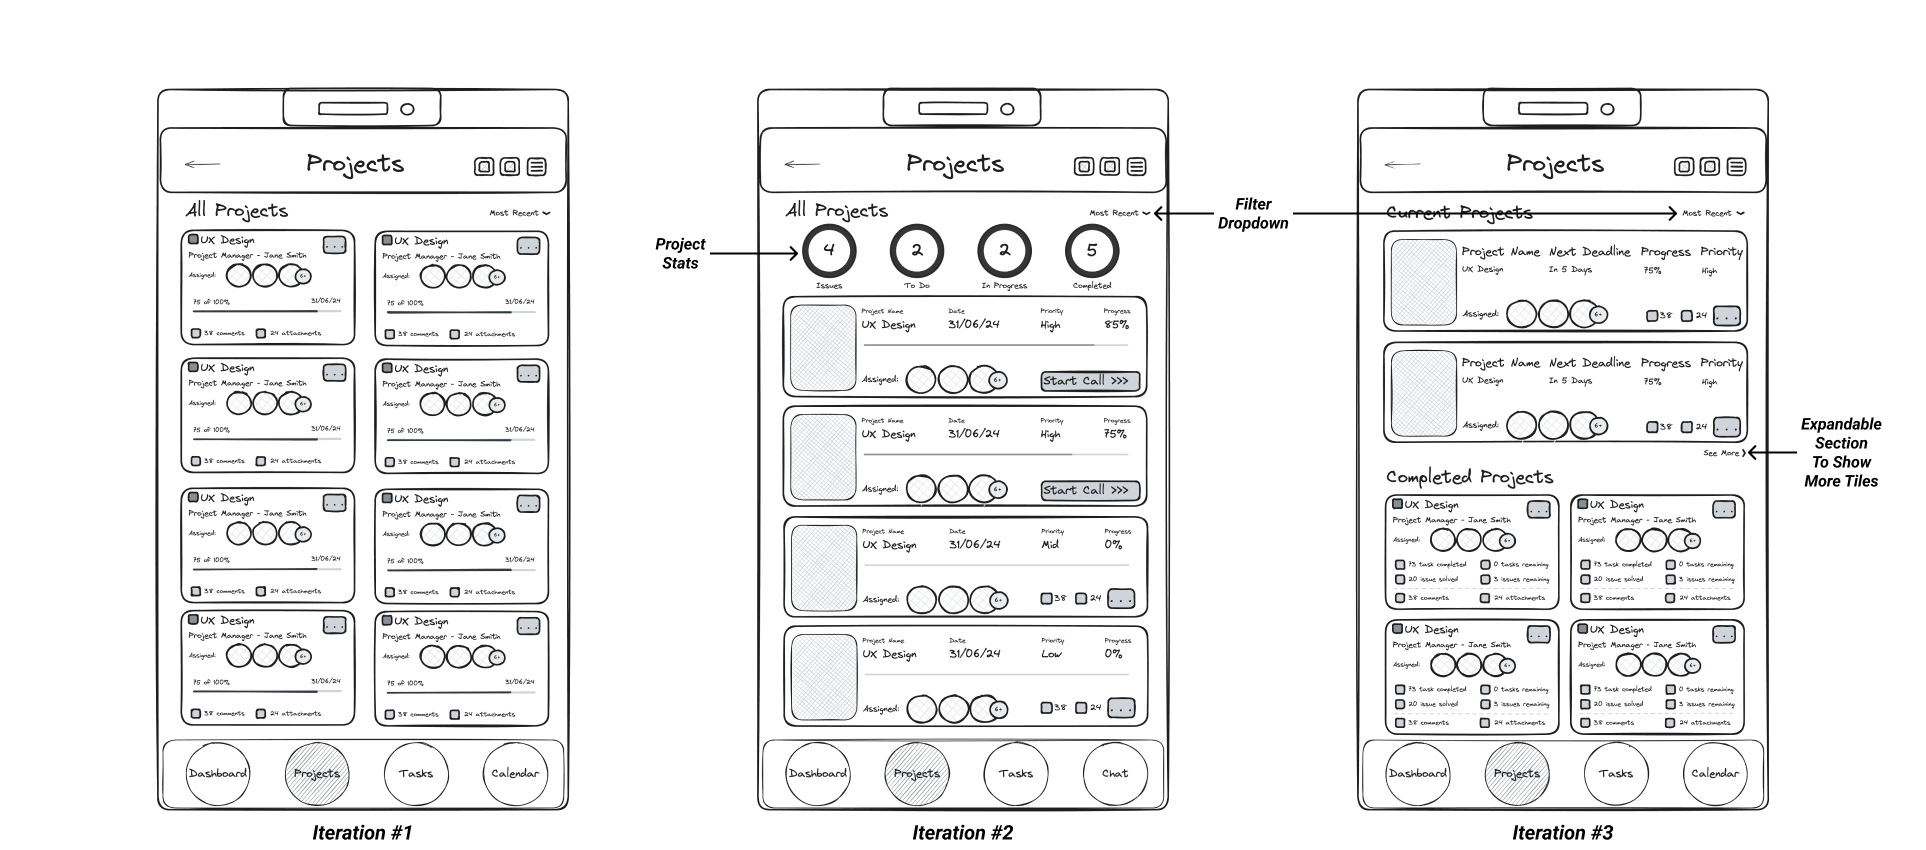 Projects
All Projects
Most Recent
UX Design
...
Project Manager - Jane Smith
Assigned:
6+
75 of 100%
31/06/24
38 comments
24 attachments
UX Design
...
Project Manager - Jane Smith
Assigned:
6+
75 of 100%
31/06/24
38 comments
24 attachments
UX Design
...
Project Manager - Jane Smith
Assigned:
6+
75 of 100%
31/06/24
38 comments
24 attachments
UX Design
...
Project Manager - Jane Smith
Assigned:
6+
75 of 100%
31/06/24
38 comments
24 attachments
UX Design
...
Project Manager - Jane Smith
Assigned:
6+
75 of 100%
31/06/24
38 comments
24 attachments
UX Design
...
Project Manager - Jane Smith
Assigned:
6+
75 of 100%
31/06/24
38 comments
24 attachments
UX Design
...
Project Manager - Jane Smith
Assigned:
6+
75 of 100%
31/06/24
38 comments
24 attachments
UX Design
...
Project Manager - Jane Smith
Assigned:
6+
75 of 100%
31/06/24
38 comments
24 attachments
Dashboard
Projects
Tasks
Calendar
Iteration #1
Project
Stats
Projects
All Projects
Most Recent
4
2
2
5
Issues
To Do
In Progress
Completed
Project Name Date Priority Progress
UX Design 31/06/24 High 85%
Assigned:
6+
Start Call >>>
Project Name Date Priority Progress
UX Design 31/06/24 High 75%
Assigned:
6+
Start Call >>>
Project Name Date Priority Progress
UX Design 31/06/24 Mid 0%
Assigned:
6+
38
24
...
Project Name Date Priority Progress
UX Design 31/06/24 Low 0%
Assigned:
6+
38
24
...
Dashboard
Projects
Tasks
Chat
Iteration #2
Filter
Dropdown
Projects
Current Projects
Most Recent
Project Name Next Deadline Progress Priority
UX Design In 5 Days 75% High
Assigned:
6+
38
24
...
Project Name Next Deadline Progress Priority
UX Design In 5 Days 75% High
Assigned:
6+
38
24
...
See More
Completed Projects
UX Design
...
Project Manager - Jane Smith
Assigned:
6+
73 task completed
0 tasks remaining
20 issue solved
3 issues remaining
38 comments
24 attachments
UX Design
...
Project Manager - Jane Smith
Assigned:
6+
73 task completed
0 tasks remaining
20 issue solved
3 issues remaining
38 comments
24 attachments
UX Design
...
Project Manager - Jane Smith
Assigned:
6+
73 task completed
0 tasks remaining
20 issue solved
3 issues remaining
38 comments
24 attachments
UX Design
...
Project Manager - Jane Smith
Assigned:
6+
73 task completed
0 tasks remaining
20 issue solved
3 issues remaining
38 comments
24 attachments
Dashboard
Projects
Tasks
Calendar
Iteration #3
Expandable
Section
To Show
More Tiles